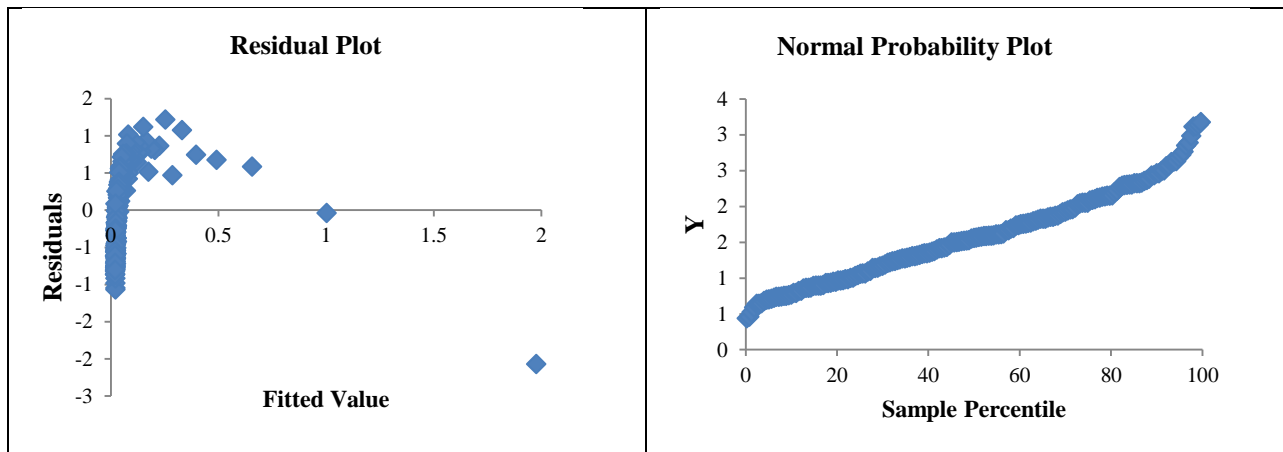 Residual Plot
2
1
1
0
-1
-1
-2
-2
-3
0 0.5 1 1.5 2
Residuals
Fitted Value
Normal Probability Plot
4
3
3
2
2
1
1
0
0 20 40 60 80 100
Y
Sample Percentile